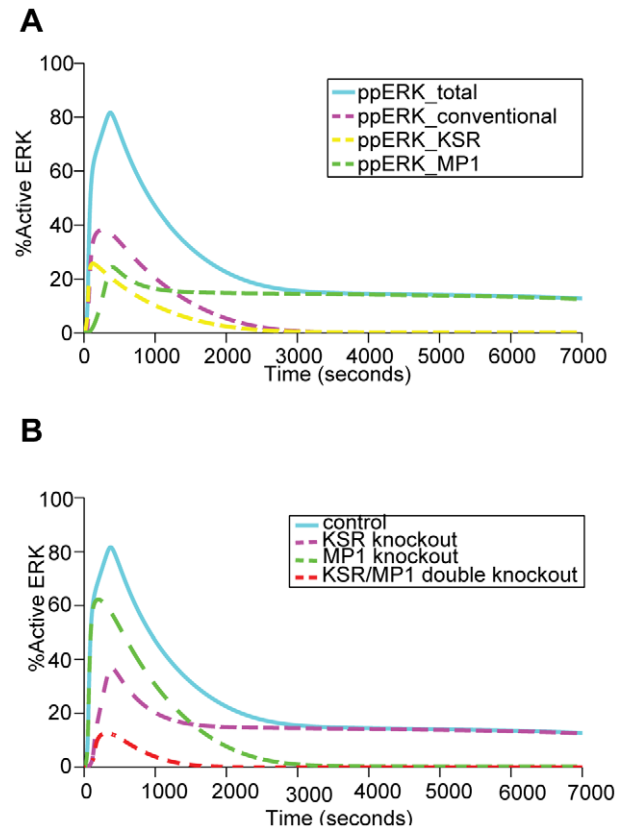 A
100
80
60
40
20
0
%Active ERK
ppERK_total
ppERK_conventional
ppERK_KSR
ppERK_MP1
0 1000 2000 3000 4000 5000 6000 7000
Time (seconds)
B
100
80
60
40
20
0
%Active ERK
control
KSR knockout
MP1 knockout
KSR/MP1 double knockout
0 1000 2000 3000 4000 5000 6000 7000
Time (seconds)